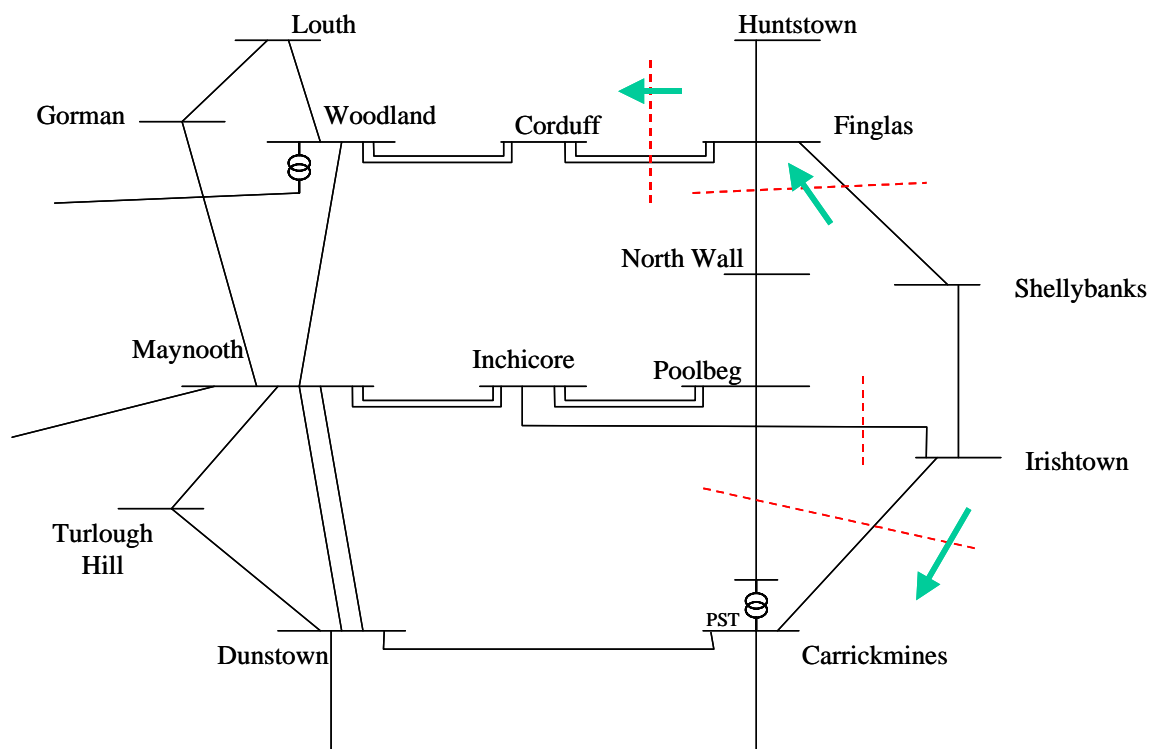 Louth
Huntstown
Gorman
Woodland
Corduff
Finglas
North Wall
Shellybanks
Maynooth
Inchicore
Poolbeg
Irishtown
Turlough
Hill
PST
Dunstown
Carrickmines